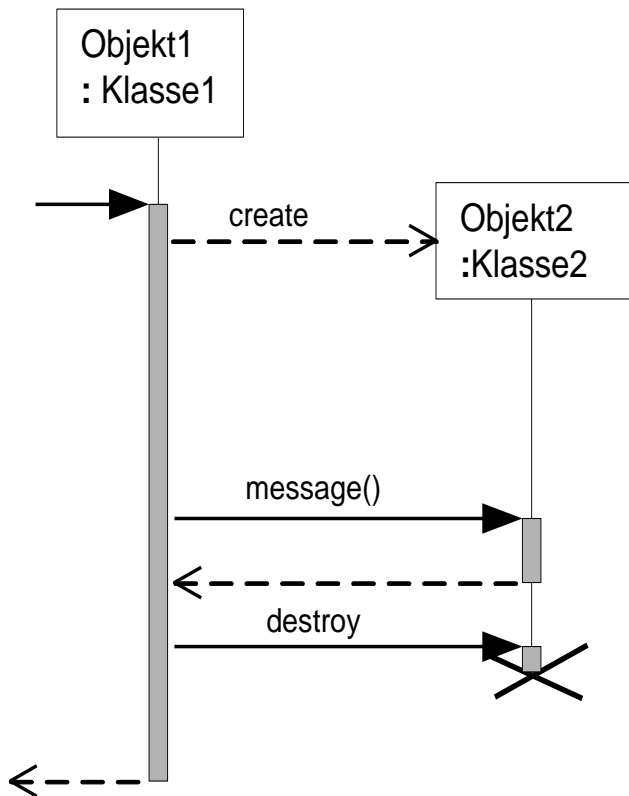 Objekt1
: Klasse1
create
Objekt2
:Klasse2
message()
destroy